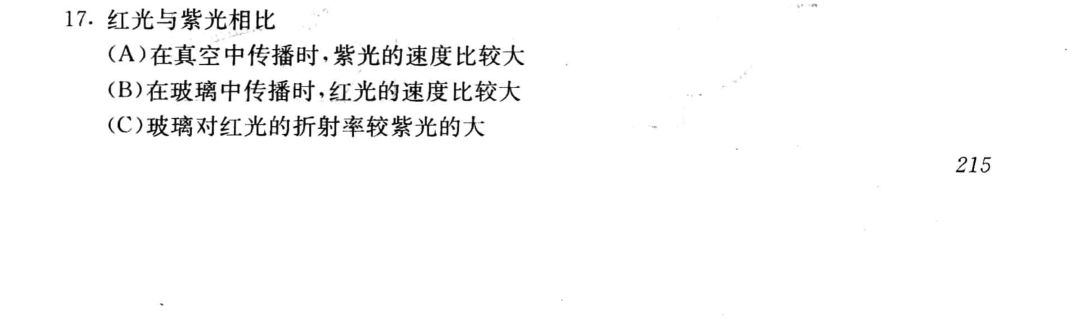 17. 红光与紫光相比
(A)在真空中传播时,紫光的速度比较大
(B)在玻璃中传播时,红光的速度比较大
(C)玻璃对红光的折射率较紫光的大
215